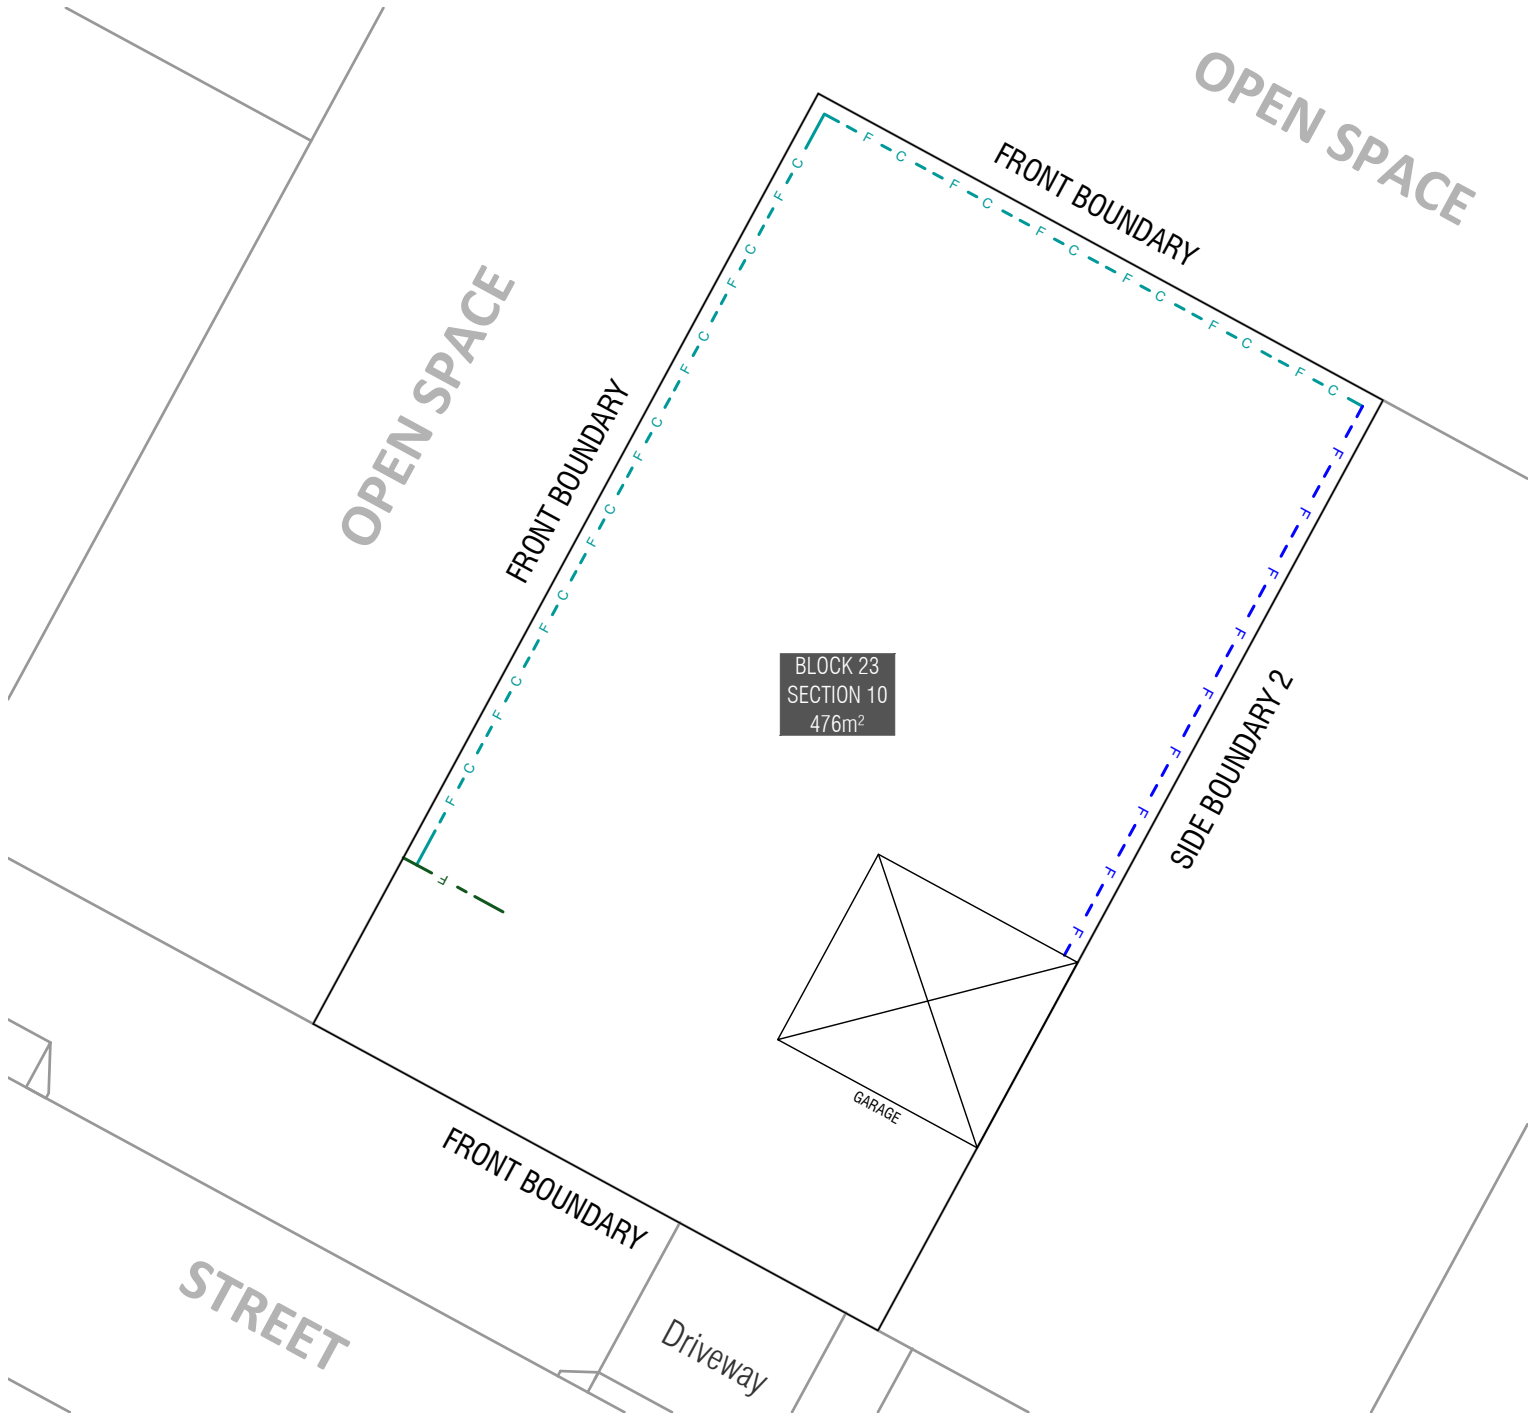 OPEN SPACE
FRONT BOUNDARY
F C F C F C F C F C F C
C F C F C F C F C F C F C F C F
OPEN SPACE
FRONT BOUNDARY
F F F F F F F F F
BLOCK 23
SECTION 10
476m²
SIDE BOUNDARY 2
F
GARAGE
FRONT BOUNDARY
STREET
Driveway